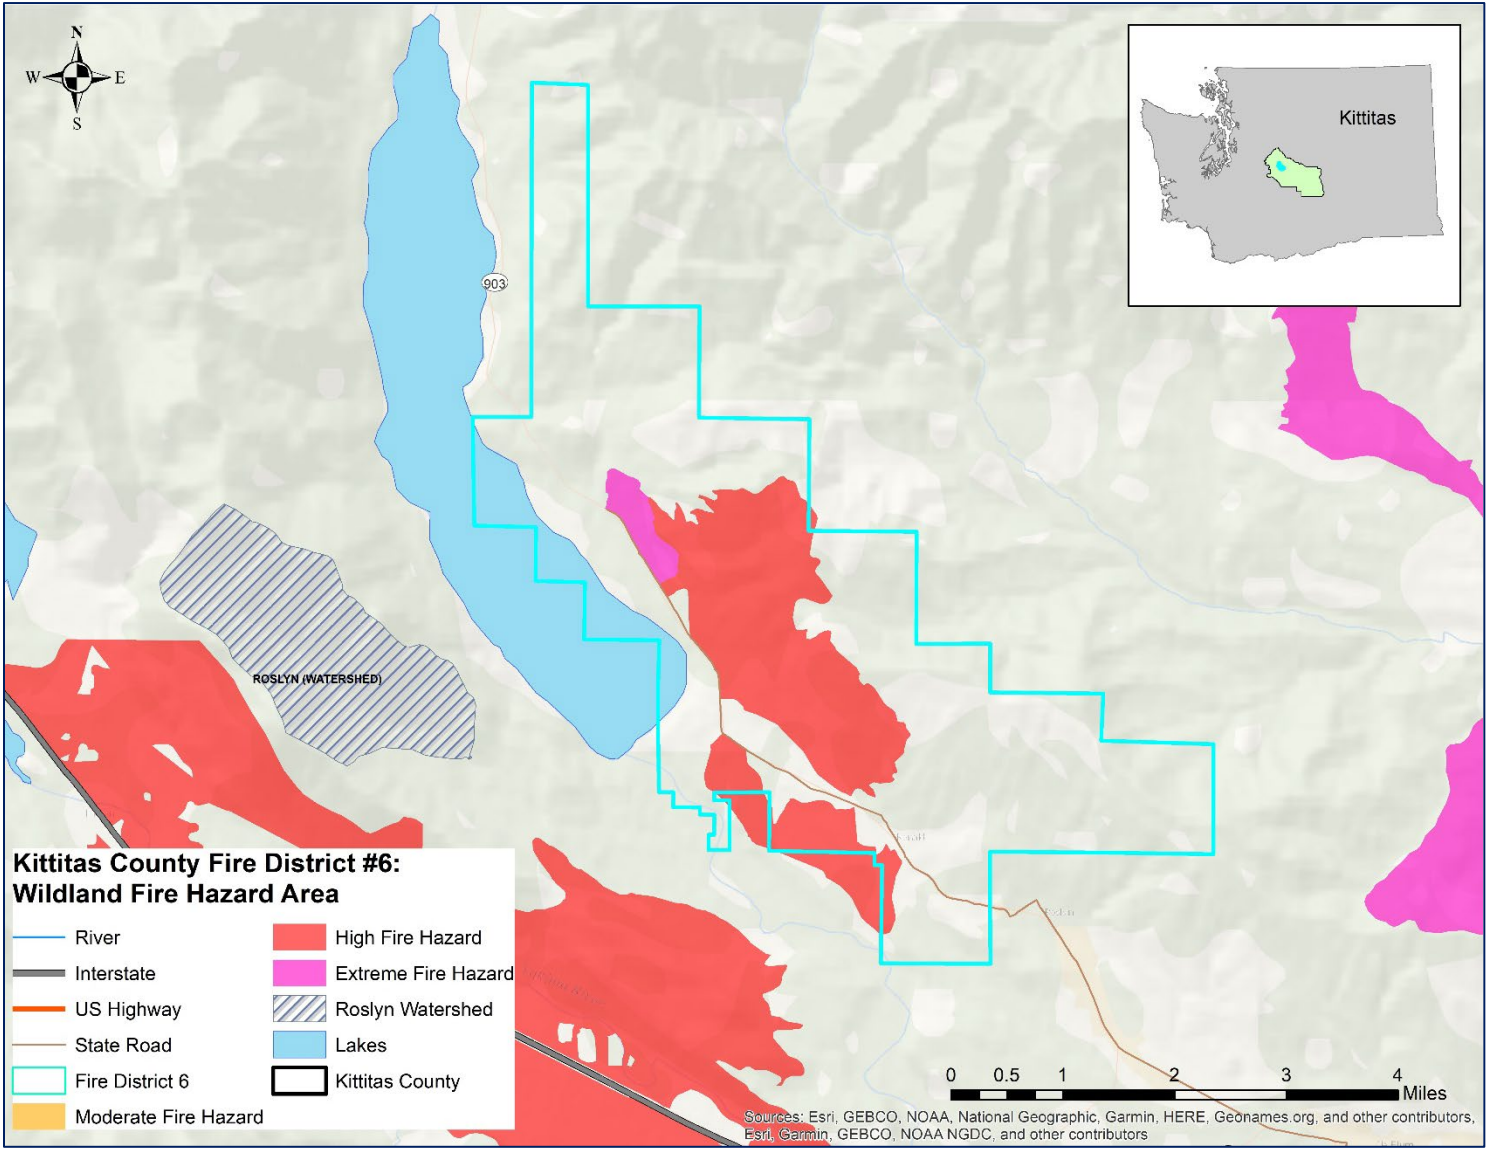 N
W E
S
Kittitas
903
ROSLYN (WATERSHED)
Kittitas County Fire District #6:
Wildland Fire Hazard Area
River
Interstate
US Highway
State Road
Fire District 6
Moderate Fire Hazard
High Fire Hazard
Extreme Fire Hazard
Roslyn Watershed
Lakes
Kittitas County
0 0.5 1 2 3 4
Miles
Sources: Esri, GEBCO, NOAA, National Geographic, Garmin, HERE, Geonames.org, and other contributors,
Esri, Garmin, GEBCO, NOAA NGDC, and other contributors